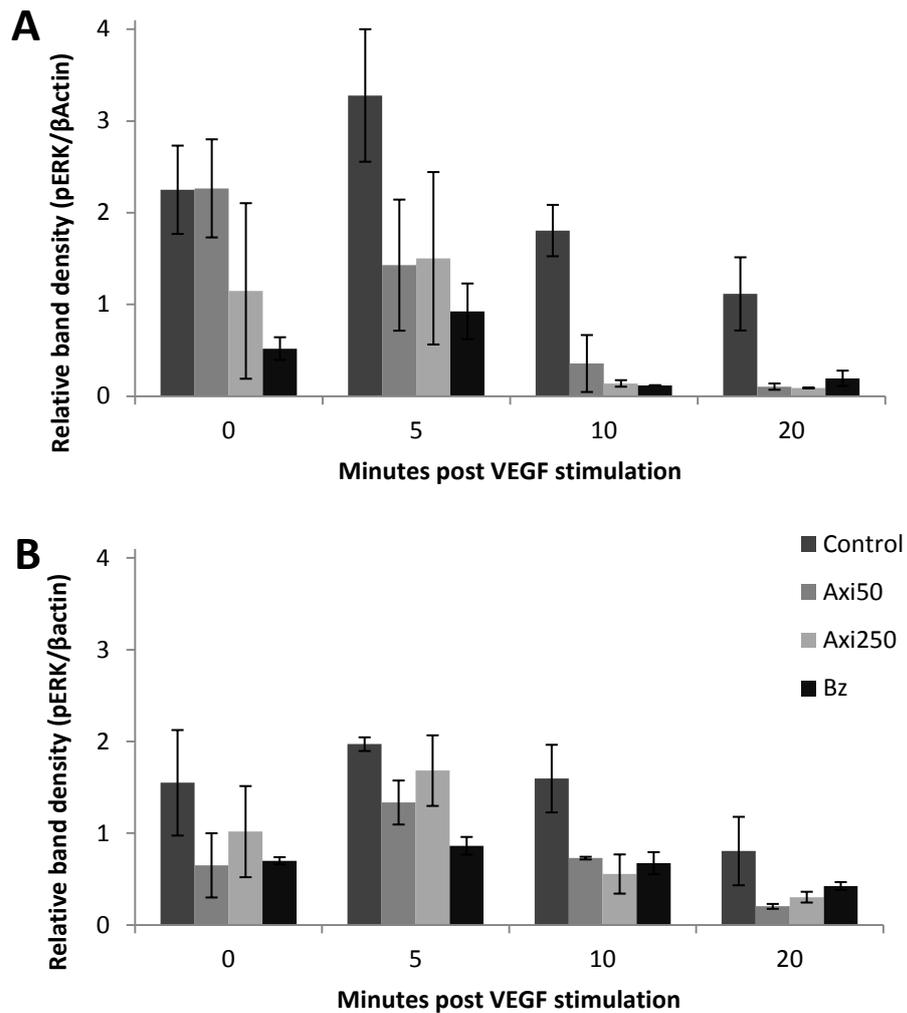 A
Relative band density (pERK/βActin)
4
3
2
1
0
0 5 10 20
Minutes post VEGF stimulation
B
Relative band density (pERK/βactin)
4
3
2
1
0
0 5 10 20
Minutes post VEGF stimulation
Control
Axi50
Axi250
Bz